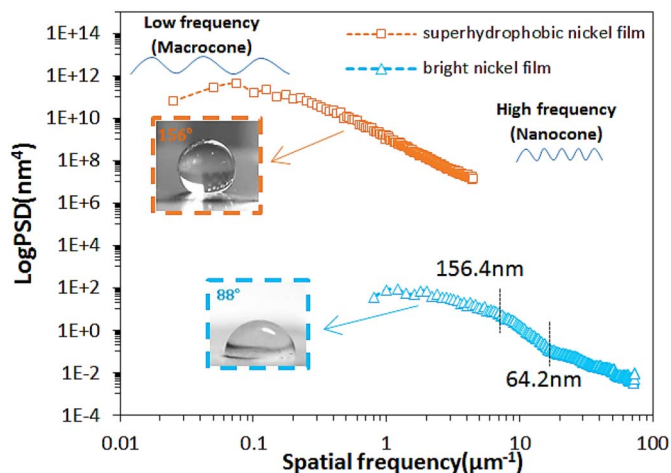 Low frequency
(Macrocone)
superhydrophobic nickel film
bright nickel film
High frequency
(Nanocone)
156°
88°
156.4nm
64.2nm
LogPSD(nm⁴)
1E+14
1E+12
1E+10
1E+8
1E+6
1E+4
1E+2
1E+0
1E-2
1E-4
0.01 0.1 1 10 100
Spatial frequency(μm⁻¹)